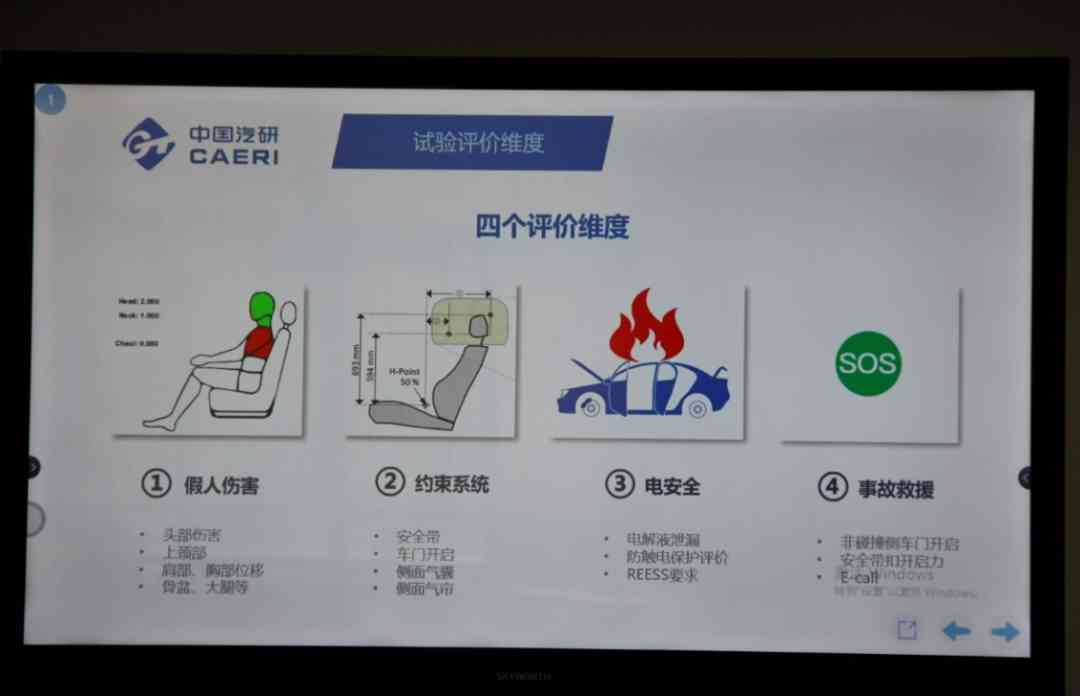 1
中国汽研
CAERI
试验评价维度
四个评价维度
Head: 2.000
Neck: 1.000
Chest: 0.000
693 mm
594 mm
H-Point
50 %
SOS
① 假人伤害
头部伤害
上颈部
肩部、胸部位移
骨盆、大腿等
② 约束系统
安全带
车门开启
侧面气囊
侧面气帘
③ 电安全
电解液泄漏
防触电保护评价
REESS要求
④ 事故救援
非碰撞侧车门开启
安全带扣开启力
E-call
Windows
转到"设置"以激活 Windows。
SKYWORTH